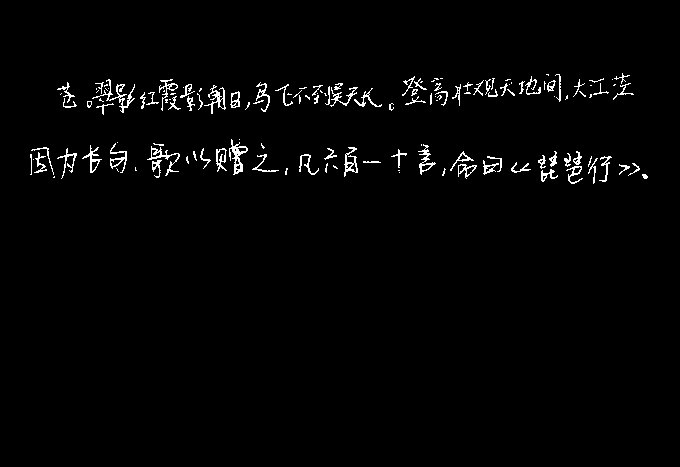 苍。翠影红霞影朝日,鸟飞不到吴天长。登高壮观天地间,大江茫
因为长句,歌以赠之,凡六百一十言,命曰《琵琶行》。